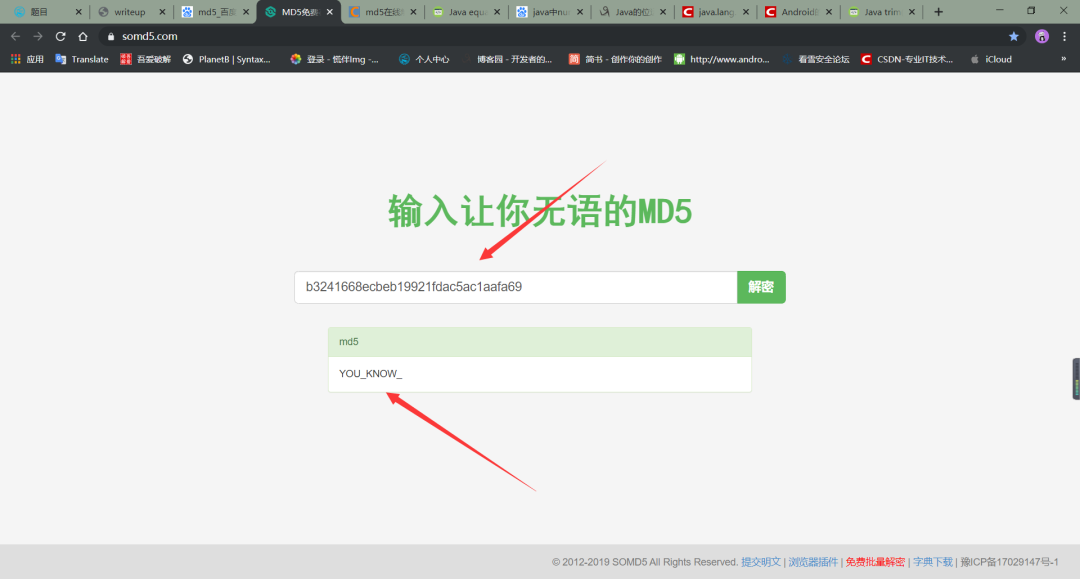 题目
writeup
md5_百度
MD5免费
md5在线
Java equa
java中nu
Java的位
java.lang.
Android
Java trim
somd5.com
应用
Translate
吾爱破解
PlanetB | Syntax...
登录 - 慌伴Img -...
个人中心
博客园 - 开发者的...
简书 - 创作你的创作
http://www.andro...
看雪安全论坛
CSDN-专业IT技术...
iCloud
»
输入让你无语的MD5
b3241668ecbeb19921fdac5ac1aafa69
解密
md5
YOU_KNOW_
© 2012-2019 SOMD5 All Rights Reserved. 提交明文 | 浏览器插件 | 免费批量解密 | 字典下载 | 豫ICP备17029147号-1